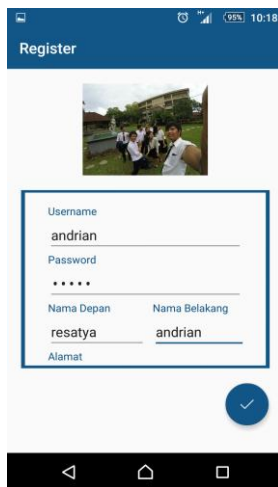 H+ 95% 10:18
Register
Username
andrian
Password
•••••
Nama Depan Nama Belakang
resatya andrian
Alamat